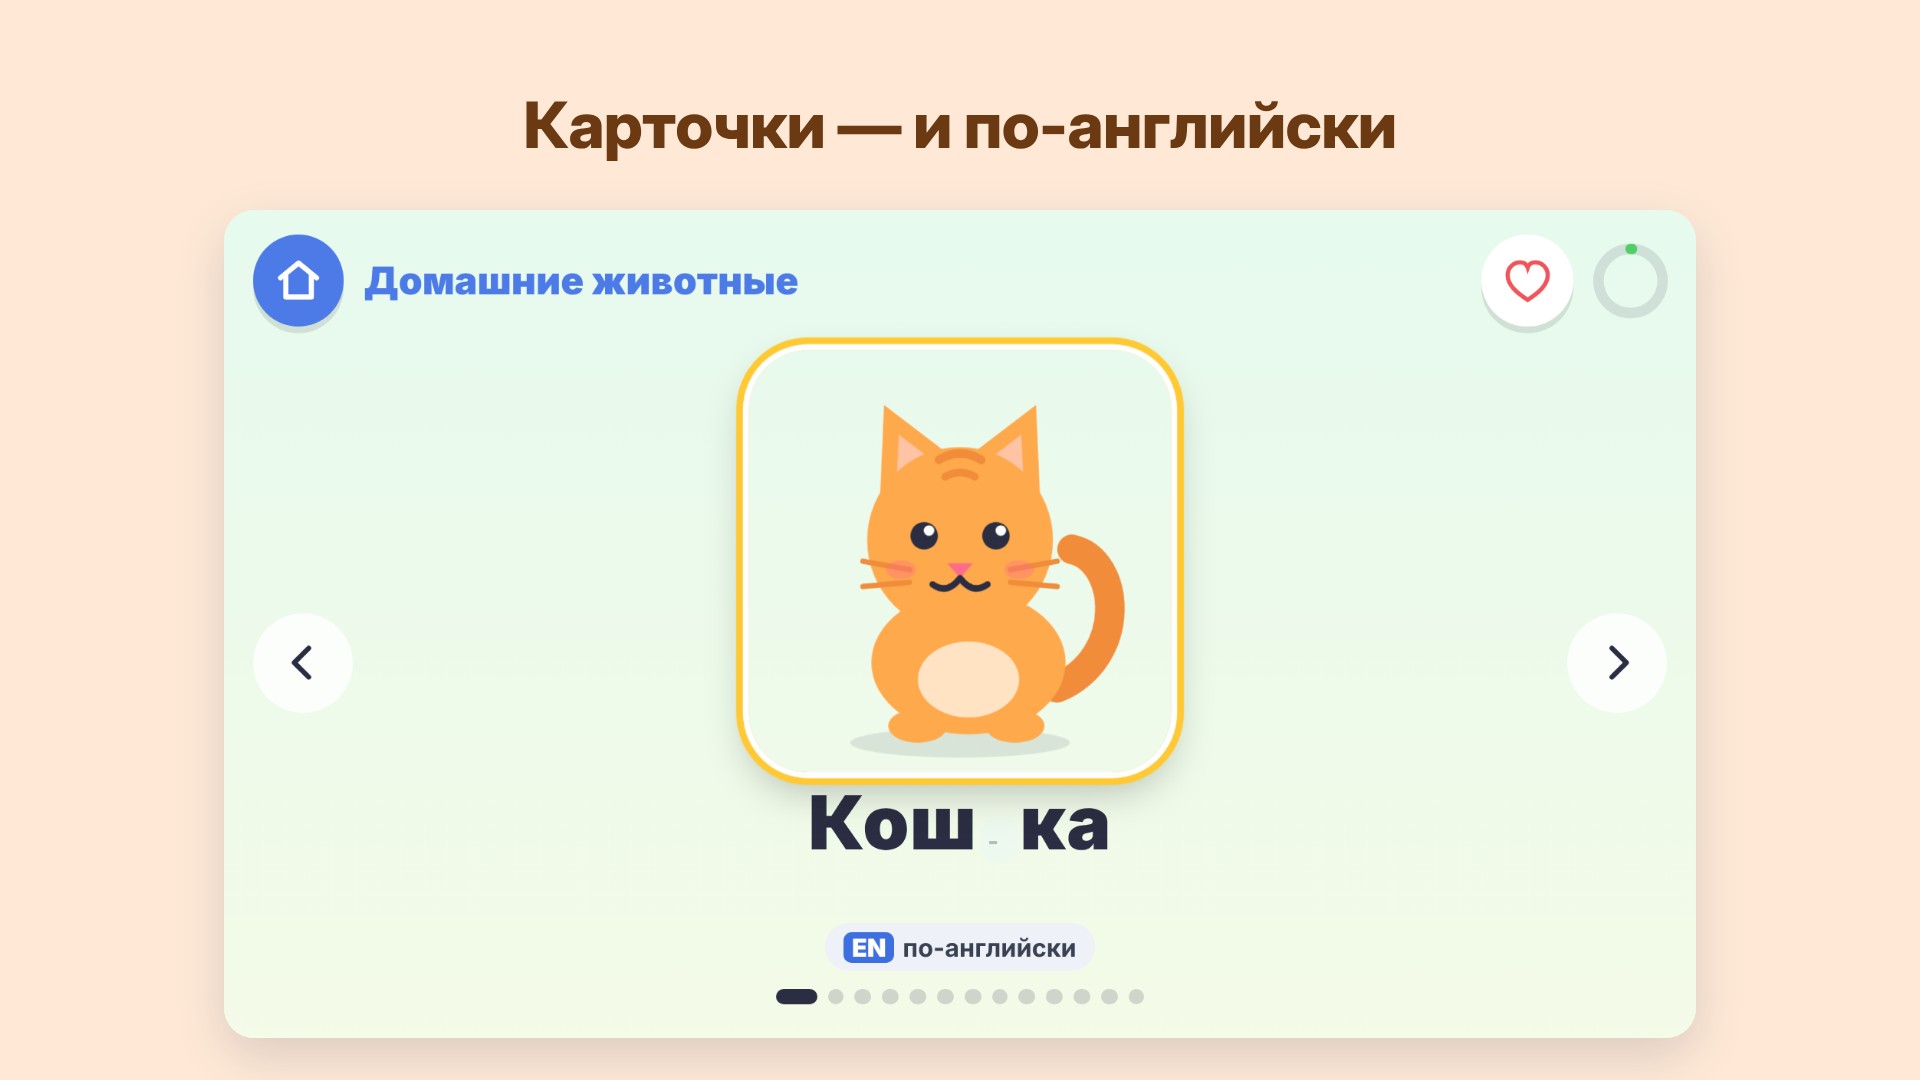 Карточки — и по-английски
Домашние животные
Кош - ка
EN по-английски